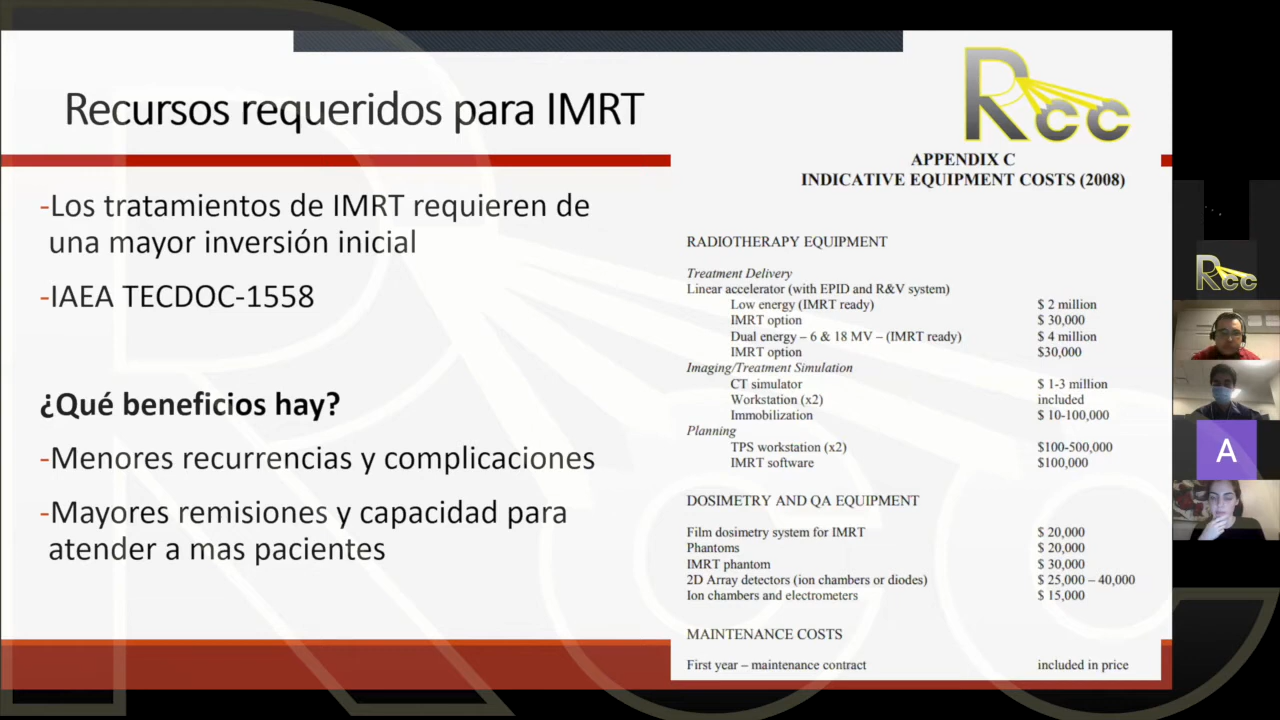 Recursos requeridos para IMRT
-Los tratamientos de IMRT requieren de
una mayor inversión inicial
-IAEA TECDOC-1558
¿Qué beneficios hay?
-Menores recurrencias y complicaciones
-Mayores remisiones y capacidad para
atender a mas pacientes
Rcc
APPENDIX C
INDICATIVE EQUIPMENT COSTS (2008)
RADIOTHERAPY EQUIPMENT
Treatment Delivery
Linear accelerator (with EPID and R&V system)
Low energy (IMRT ready) $ 2 million
IMRT option $ 30,000
Dual energy – 6 & 18 MV – (IMRT ready) $ 4 million
IMRT option $30,000
Imaging/Treatment Simulation
CT simulator $ 1-3 million
Workstation (x2) included
Immobilization $ 10-100,000
Planning
TPS workstation (x2) $100-500,000
IMRT software $100,000
DOSIMETRY AND QA EQUIPMENT
Film dosimetry system for IMRT $ 20,000
Phantoms $ 20,000
IMRT phantom $ 30,000
2D Array detectors (ion chambers or diodes) $ 25,000 – 40,000
Ion chambers and electrometers $ 15,000
MAINTENANCE COSTS
First year – maintenance contract included in price
Rcc
A